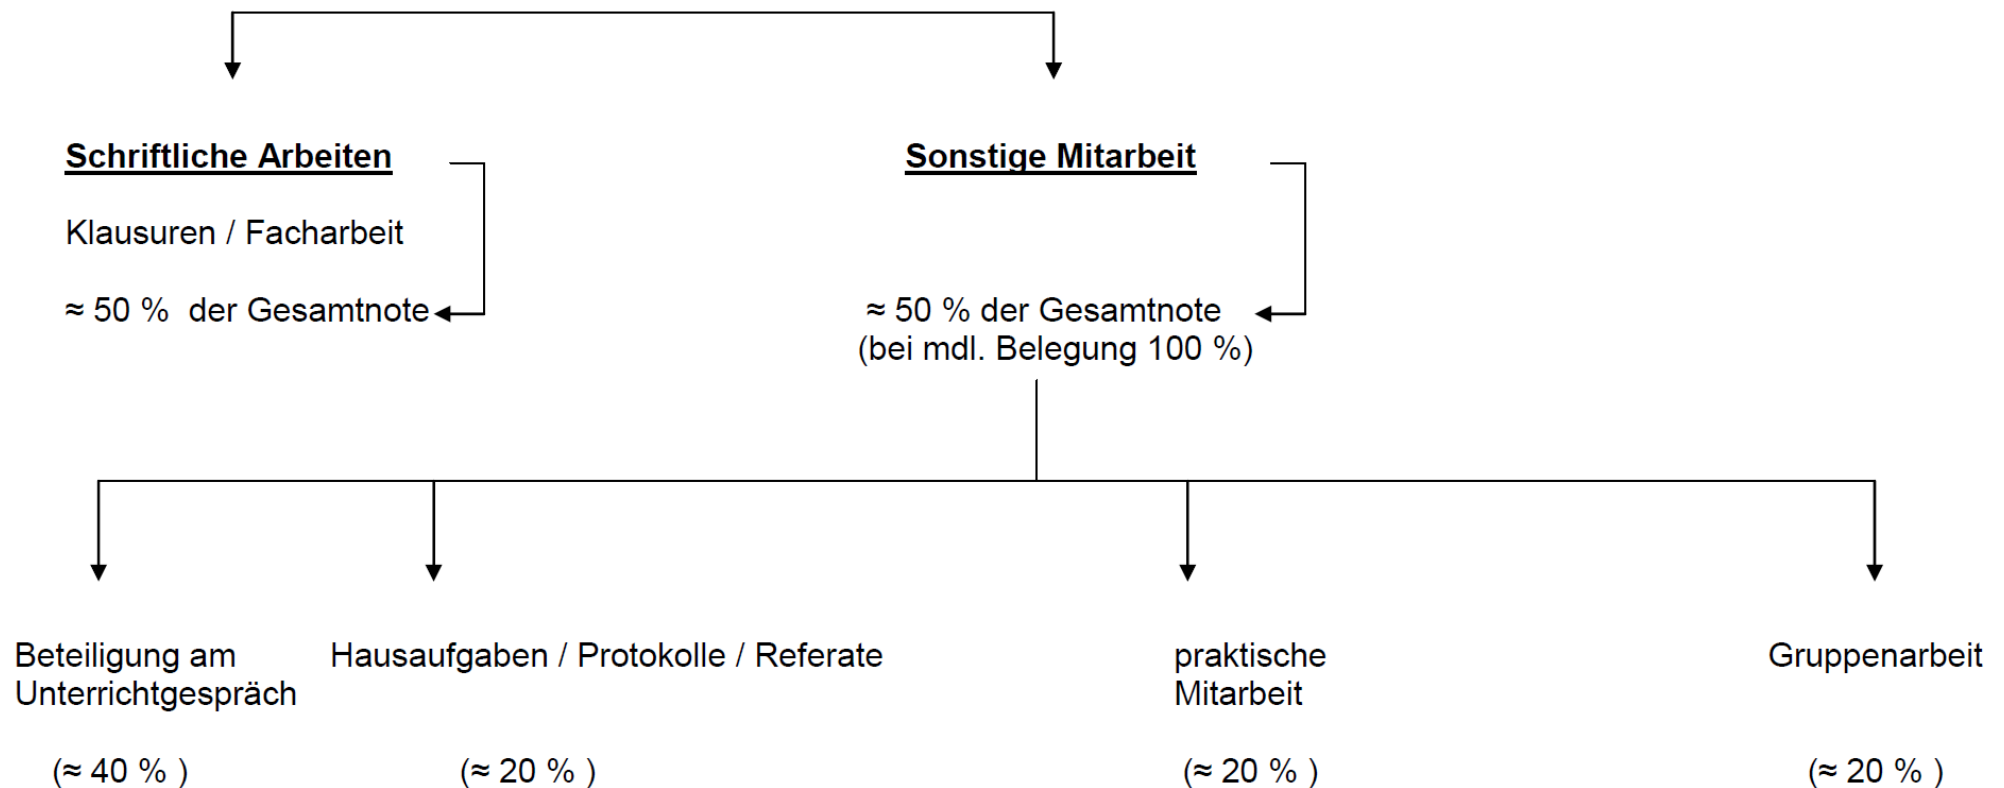 Schriftliche Arbeiten
Klausuren / Facharbeit
≈ 50 % der Gesamtnote
Sonstige Mitarbeit
≈ 50 % der Gesamtnote
(bei mdl. Belegung 100 %)
Beteiligung am
Unterrichtgespräch
(≈ 40 % )
Hausaufgaben / Protokolle / Referate
(≈ 20 % )
praktische
Mitarbeit
(≈ 20 % )
Gruppenarbeit
(≈ 20 % )